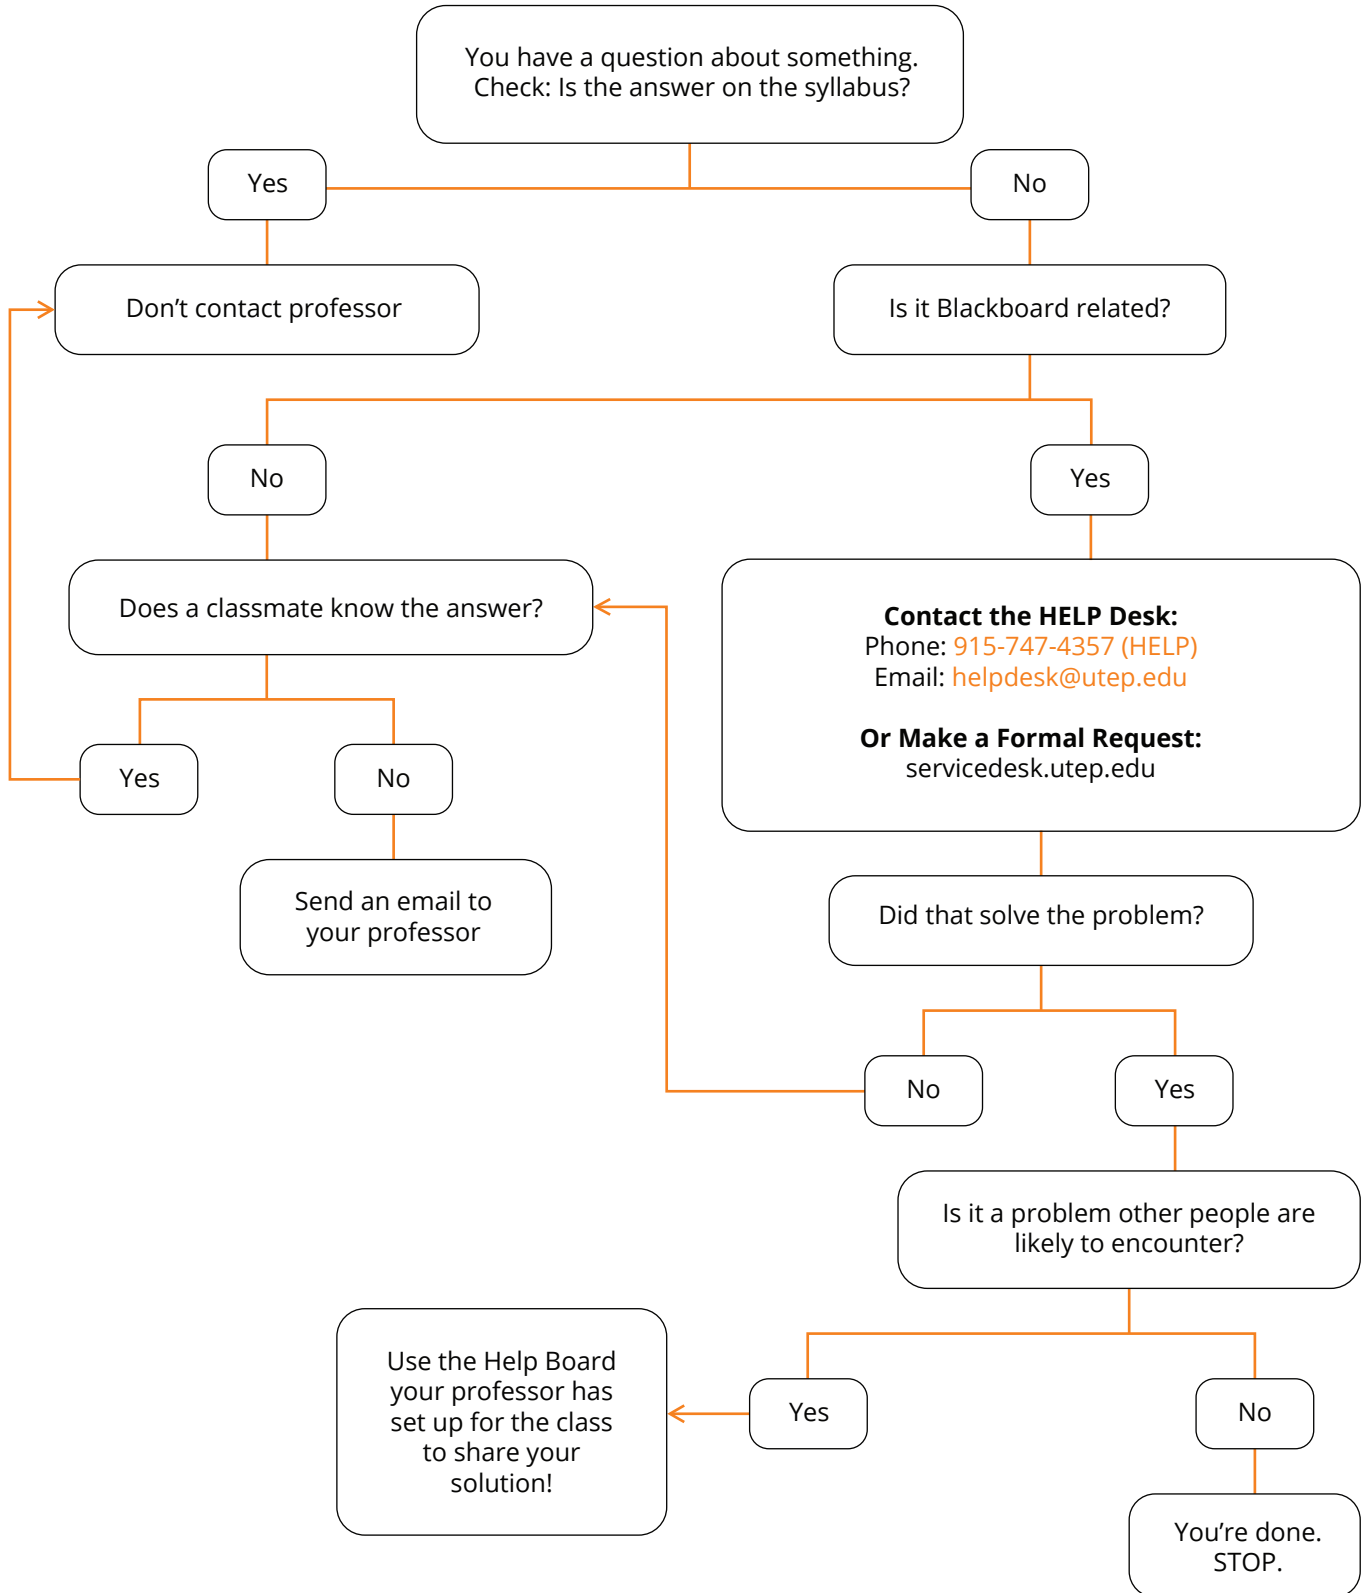 You have a question about something.
Check: Is the answer on the syllabus?
Yes
No
Don’t contact professor
Is it Blackboard related?
No
Yes
Does a classmate know the answer?
Contact the HELP Desk:
Phone: 915-747-4357 (HELP)
Email: helpdesk@utep.edu
Or Make a Formal Request:
servicedesk.utep.edu
Yes
No
Send an email to
your professor
Did that solve the problem?
No
Yes
Is it a problem other people are
likely to encounter?
Use the Help Board
your professor has
set up for the class
to share your
solution!
Yes
No
You’re done.
STOP.